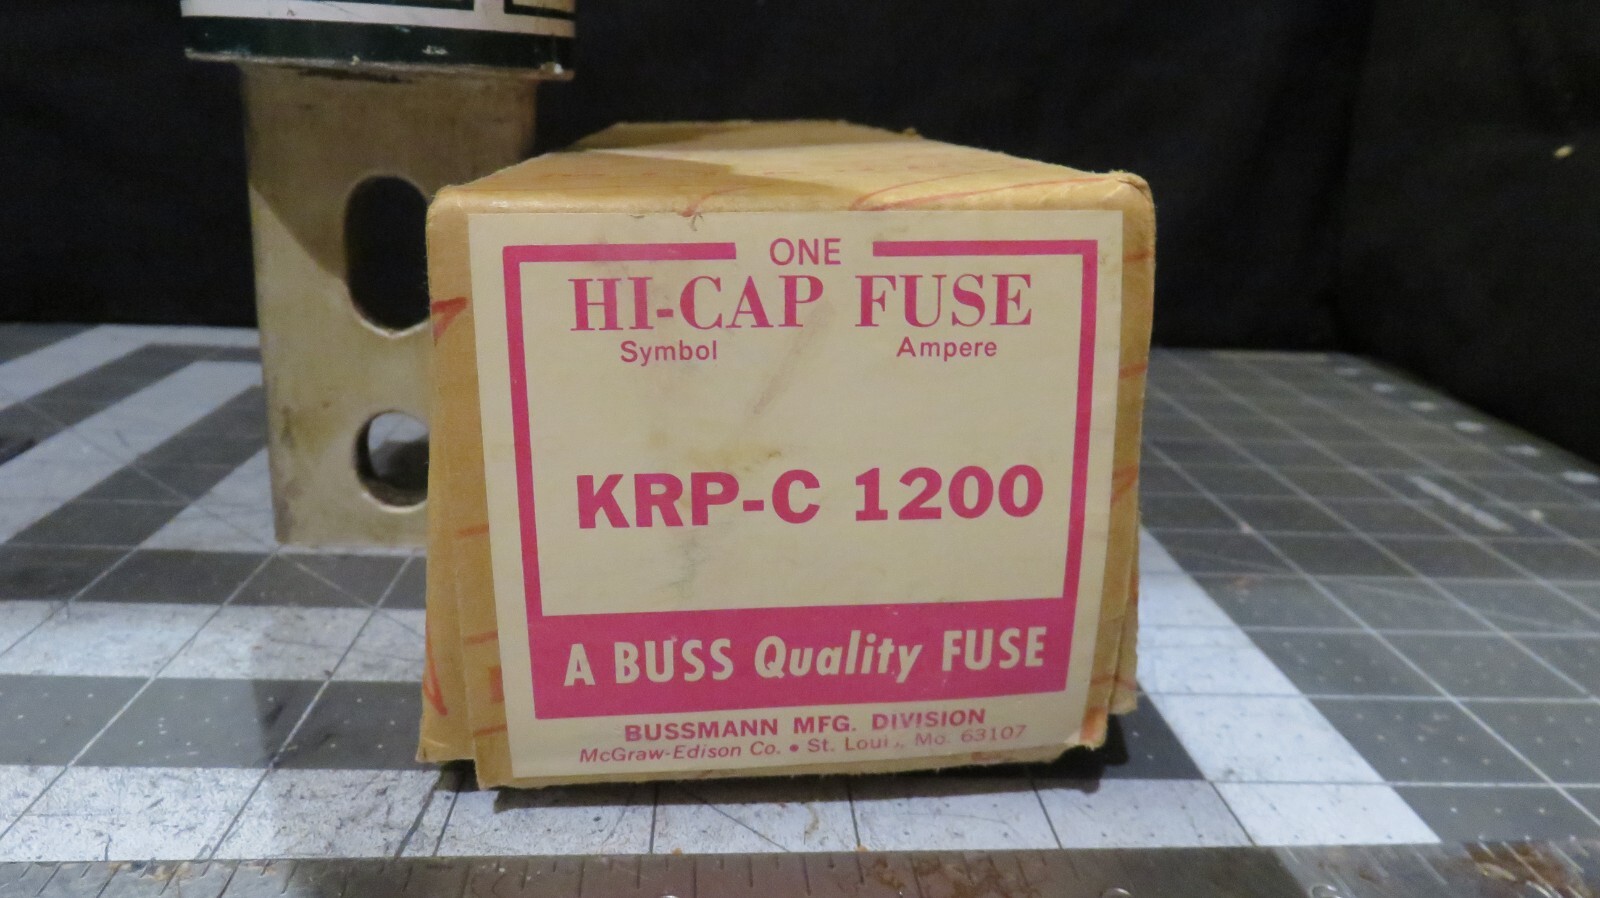 ONE
HI-CAP FUSE
Symbol Ampere
KRP-C 1200
A BUSS Quality FUSE
BUSSMANN MFG. DIVISION
McGraw-Edison Co. • St. Loui , Mo. 63107